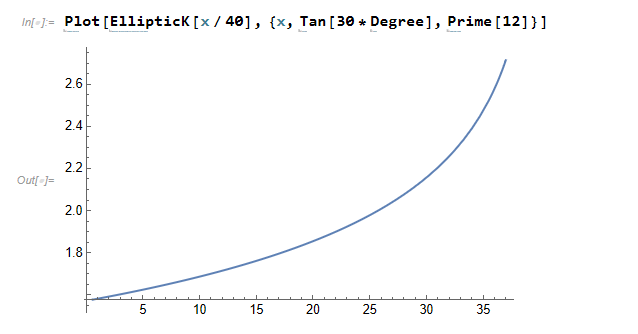 In[ ]:= Plot[EllipticK[x / 40], {x, Tan[30 * Degree], Prime[12]}]
2.6
2.4
2.2
Out[ ]=
2.0
1.8
5 10 15 20 25 30 35